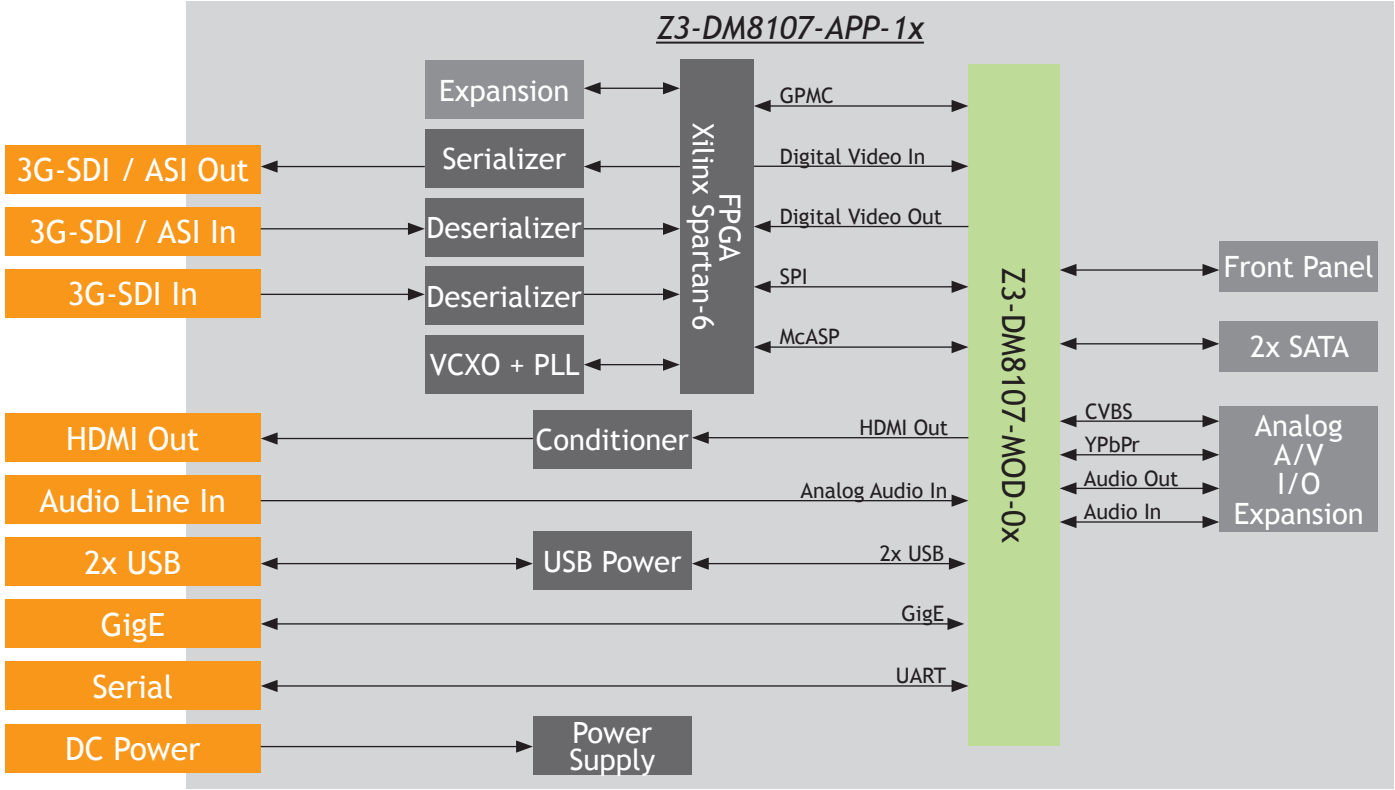 Z3-DM8107-APP-1x
Expansion
Serializer
Deserializer
Deserializer
VCXO + PLL
FPGA
Xilinx Spartan-6
GPMC
Digital Video In
Digital Video Out
SPI
McASP
3G-SDI / ASI Out
3G-SDI / ASI In
3G-SDI In
HDMI Out
Audio Line In
2x USB
GigE
Serial
DC Power
Conditioner
USB Power
Power
Supply
HDMI Out
Analog Audio In
2x USB
GigE
UART
Z3-DM8107-MOD-0x
Front Panel
2x SATA
CVBS
YPbPr
Audio Out
Audio In
Analog
A/V
I/O
Expansion